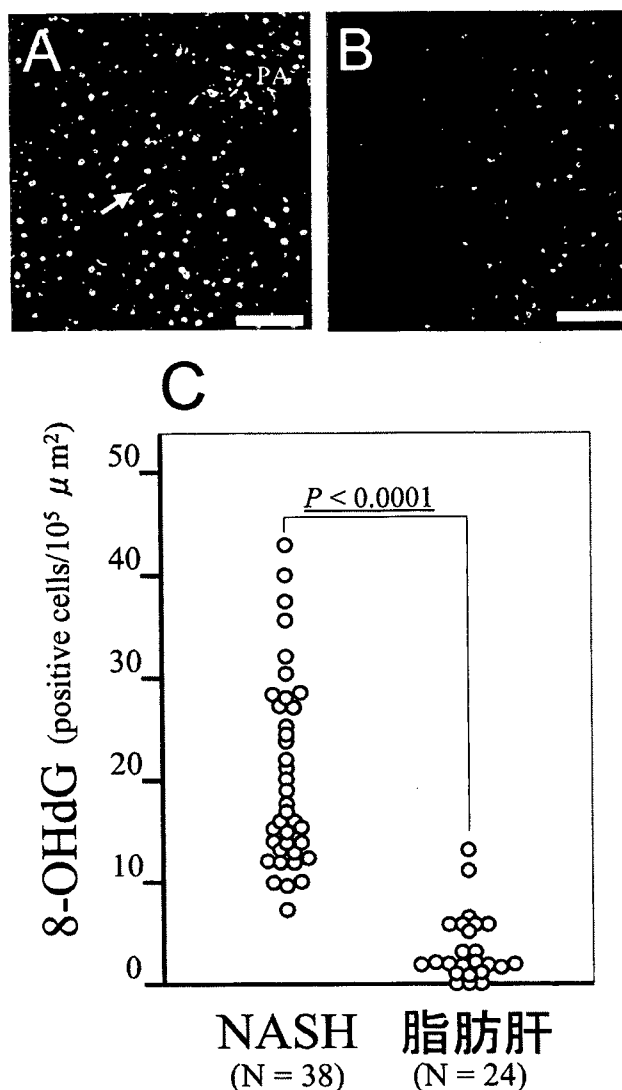 A
PA
B
C
8-OHdG (positive cells/10⁵ μm²)
50
40
30
20
10
0
P < 0.0001
NASH
(N = 38)
脂肪肝
(N = 24)